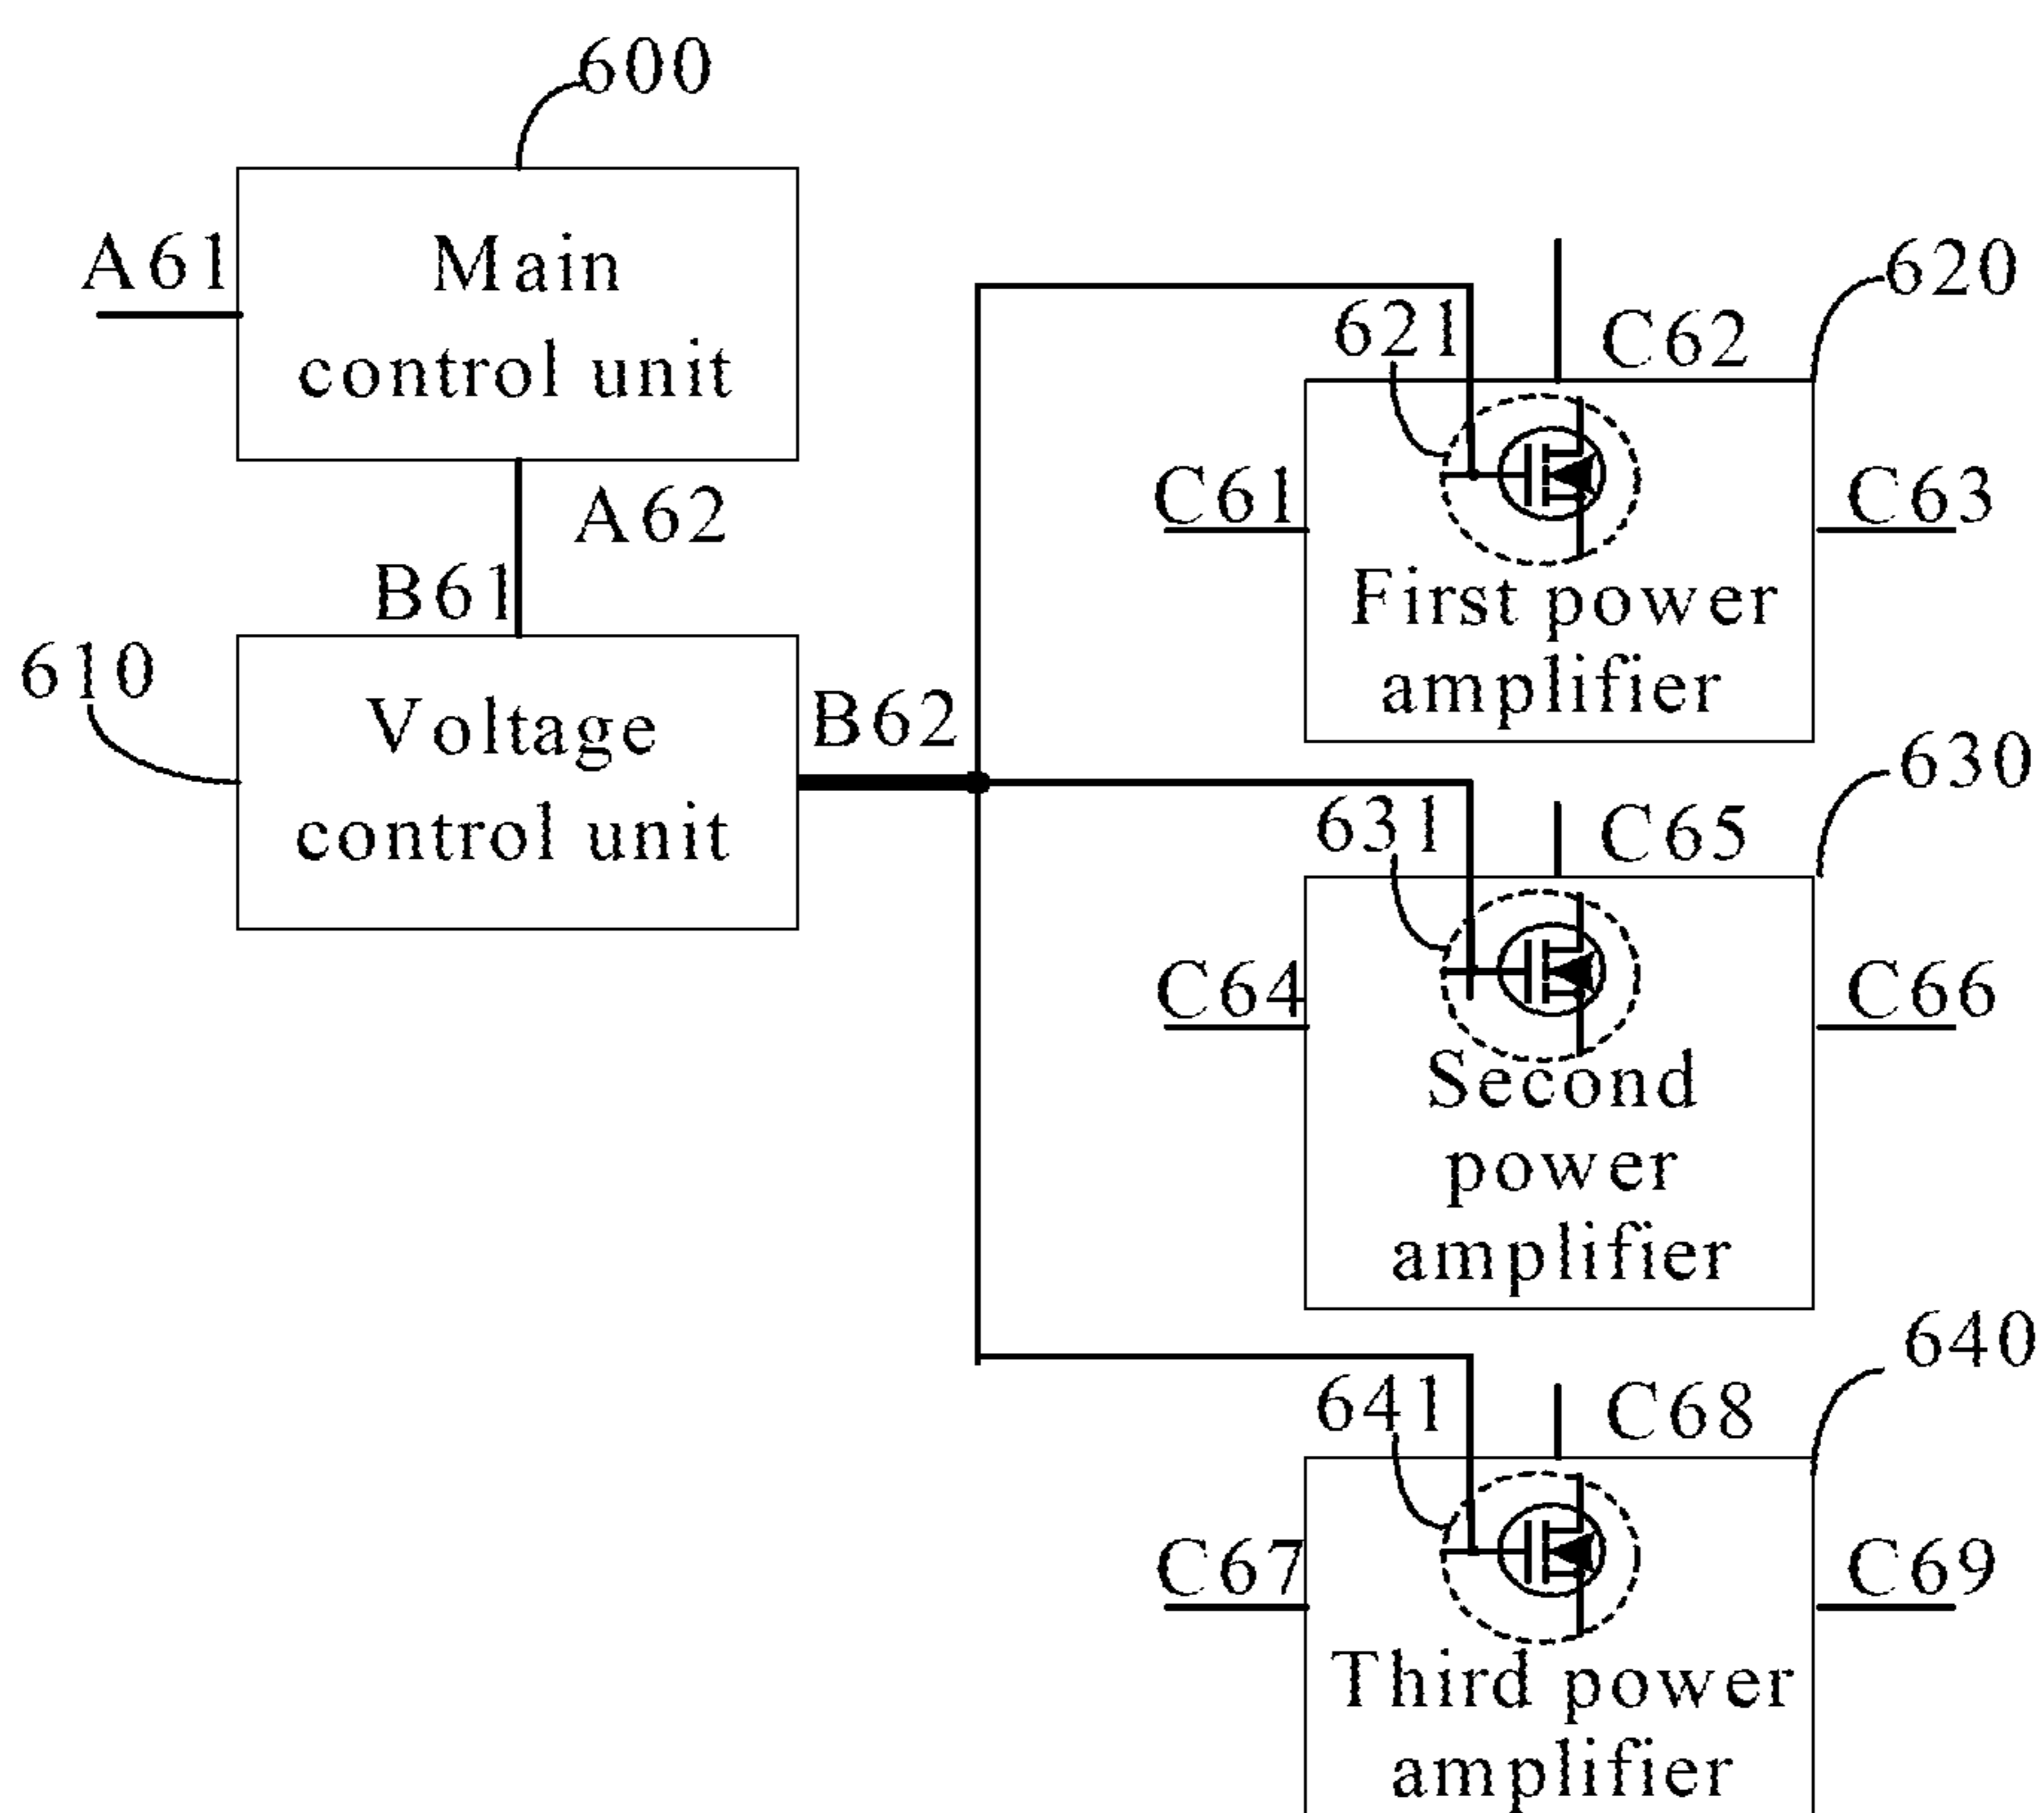 600
A61
Main
control unit
A62
B61
610
Voltage
control unit
B62
620
C62
621
C61
C63
First power
amplifier
630
C65
631
C64
C66
Second
power
amplifier
640
C68
641
C67
C69
Third power
amplifier